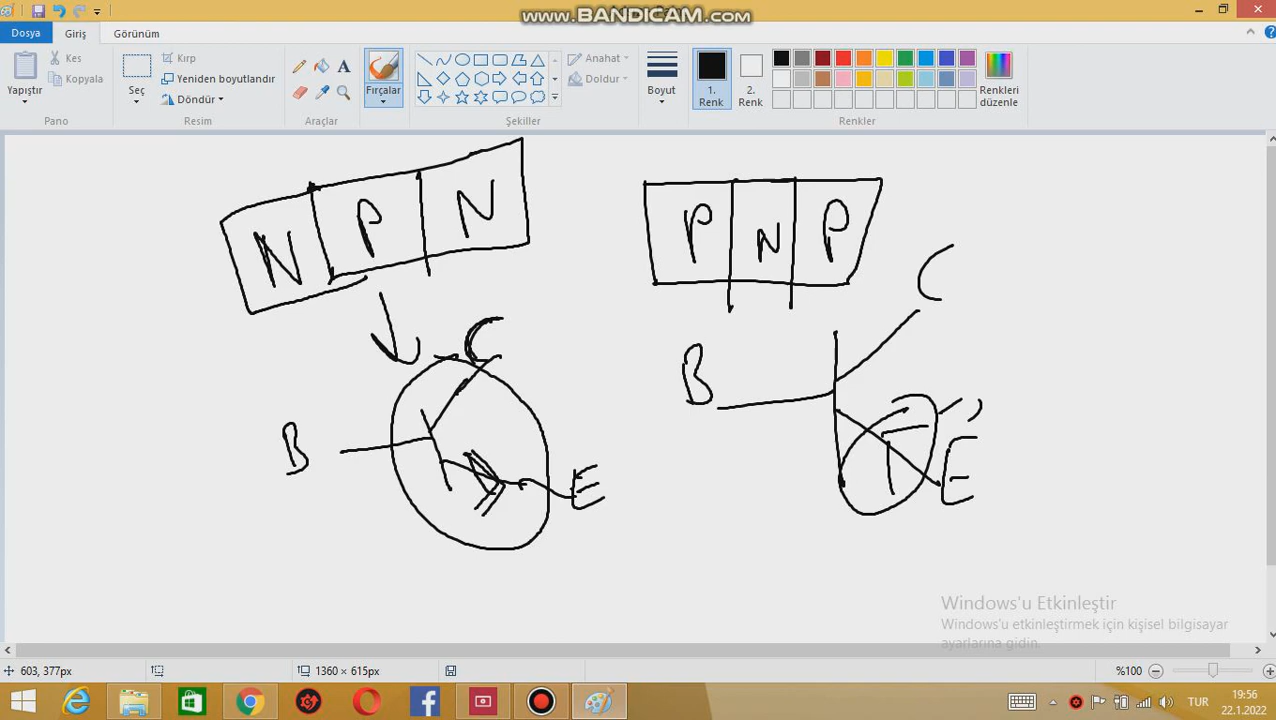 www.BANDICAM.com
Dosya
Giriş
Görünüm
Yapıştır
Kes
Kopyala
Pano
Seç
Kırp
Yeniden boyutlandır
Döndür
Resim
A
Araçlar
Fırçalar
Anahat
Doldur
Şekiller
Boyut
1. Renk
2. Renk
Renkleri düzenle
Renkler
N P N
P N P
C
B
E
C
B
E
Windows'u Etkinleştir
Windows'u etkinleştirmek için kişisel bilgisayar
ayarlarına gidin.
603, 377px
1360 × 615px
%100
TUR
19:56
22.1.2022